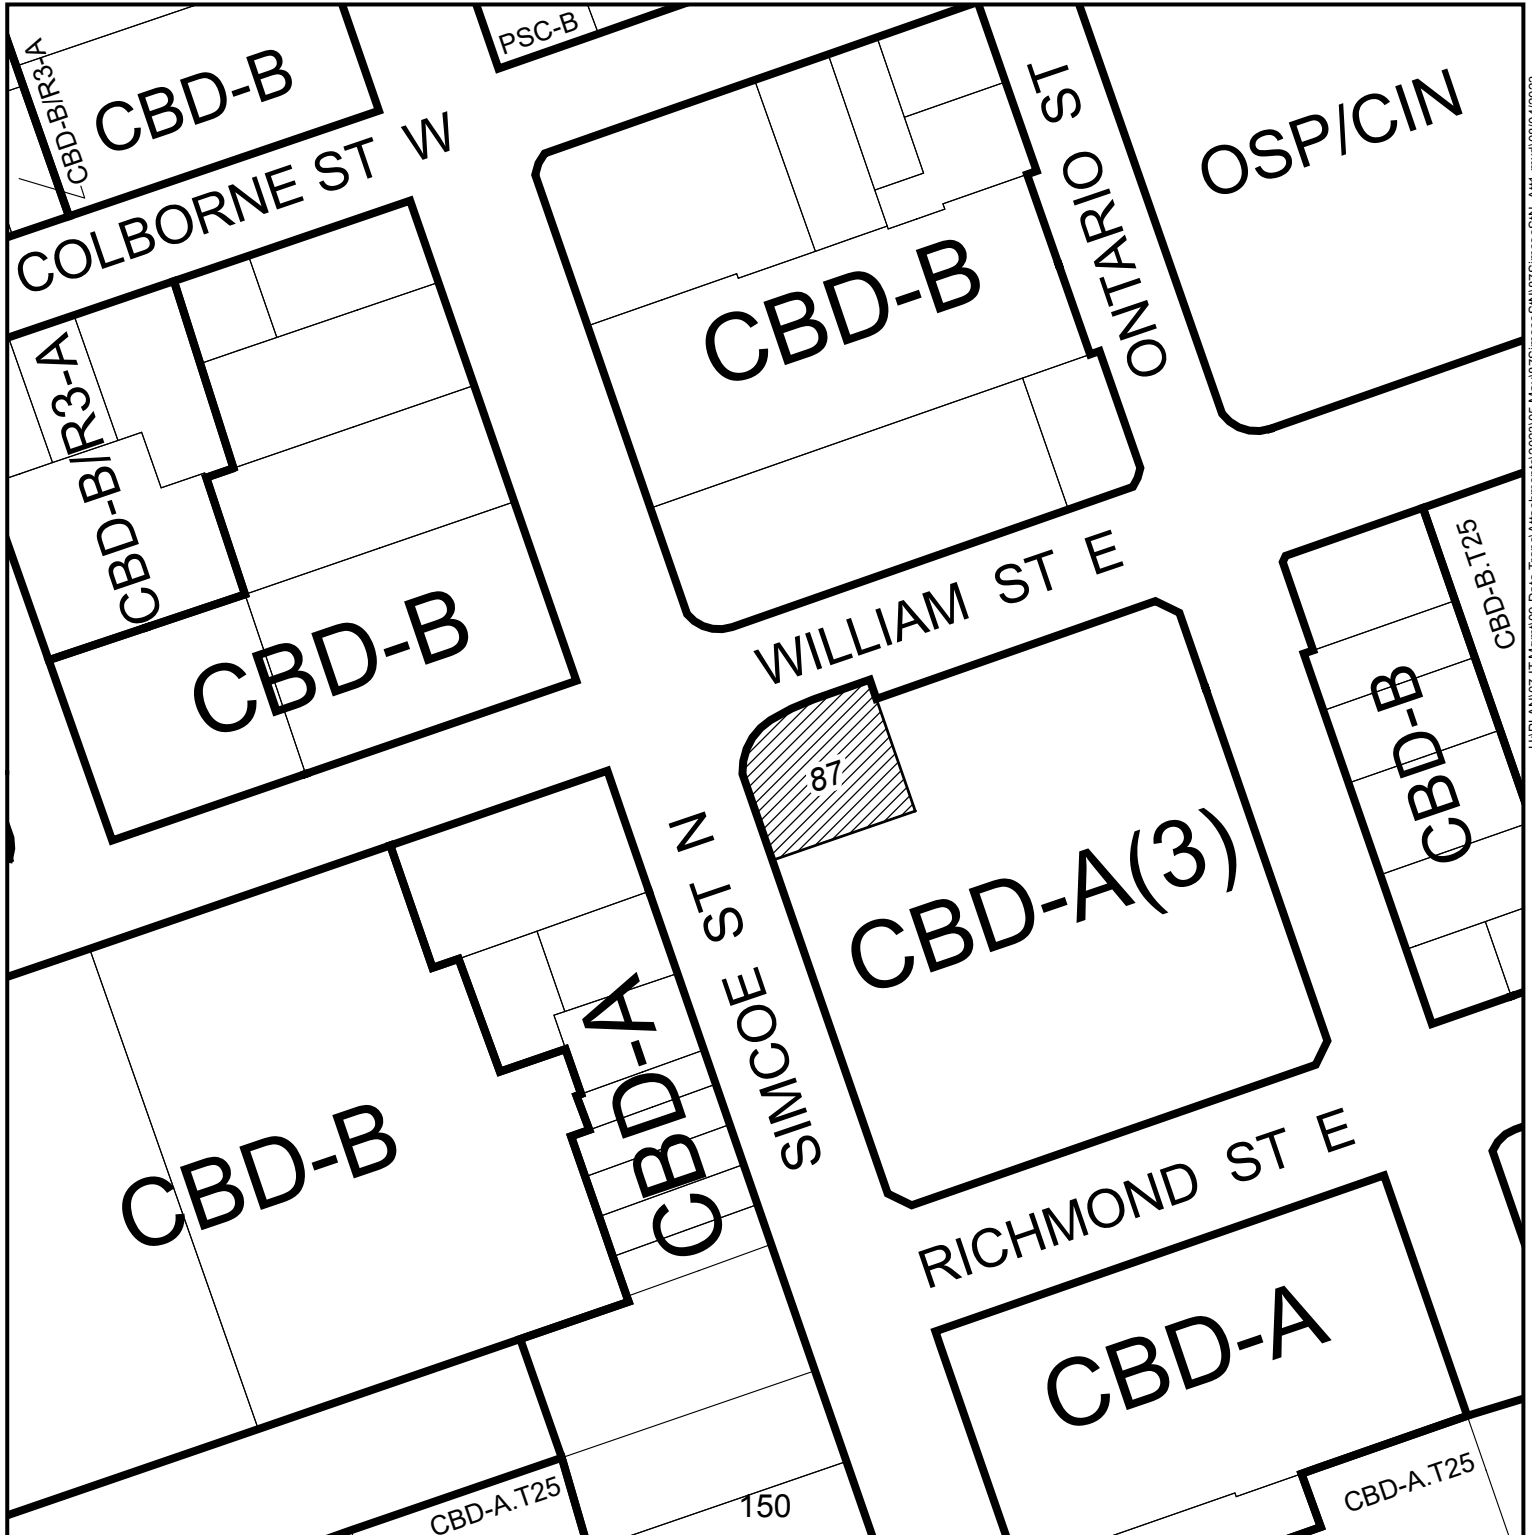 PSC-B
CBD-B/R3-A
CBD-B
COLBORNE ST W
ONTARIO ST
OSP/CIN
CBD-B
CBD-B/R3-A
CBD-B
WILLIAM ST E
CBD-B.T25
CBD-B
87
SIMCOE ST N
CBD-A(3)
CBD-A
CBD-B
RICHMOND ST E
CBD-A
CBD-A.T25
150
CBD-A.T25